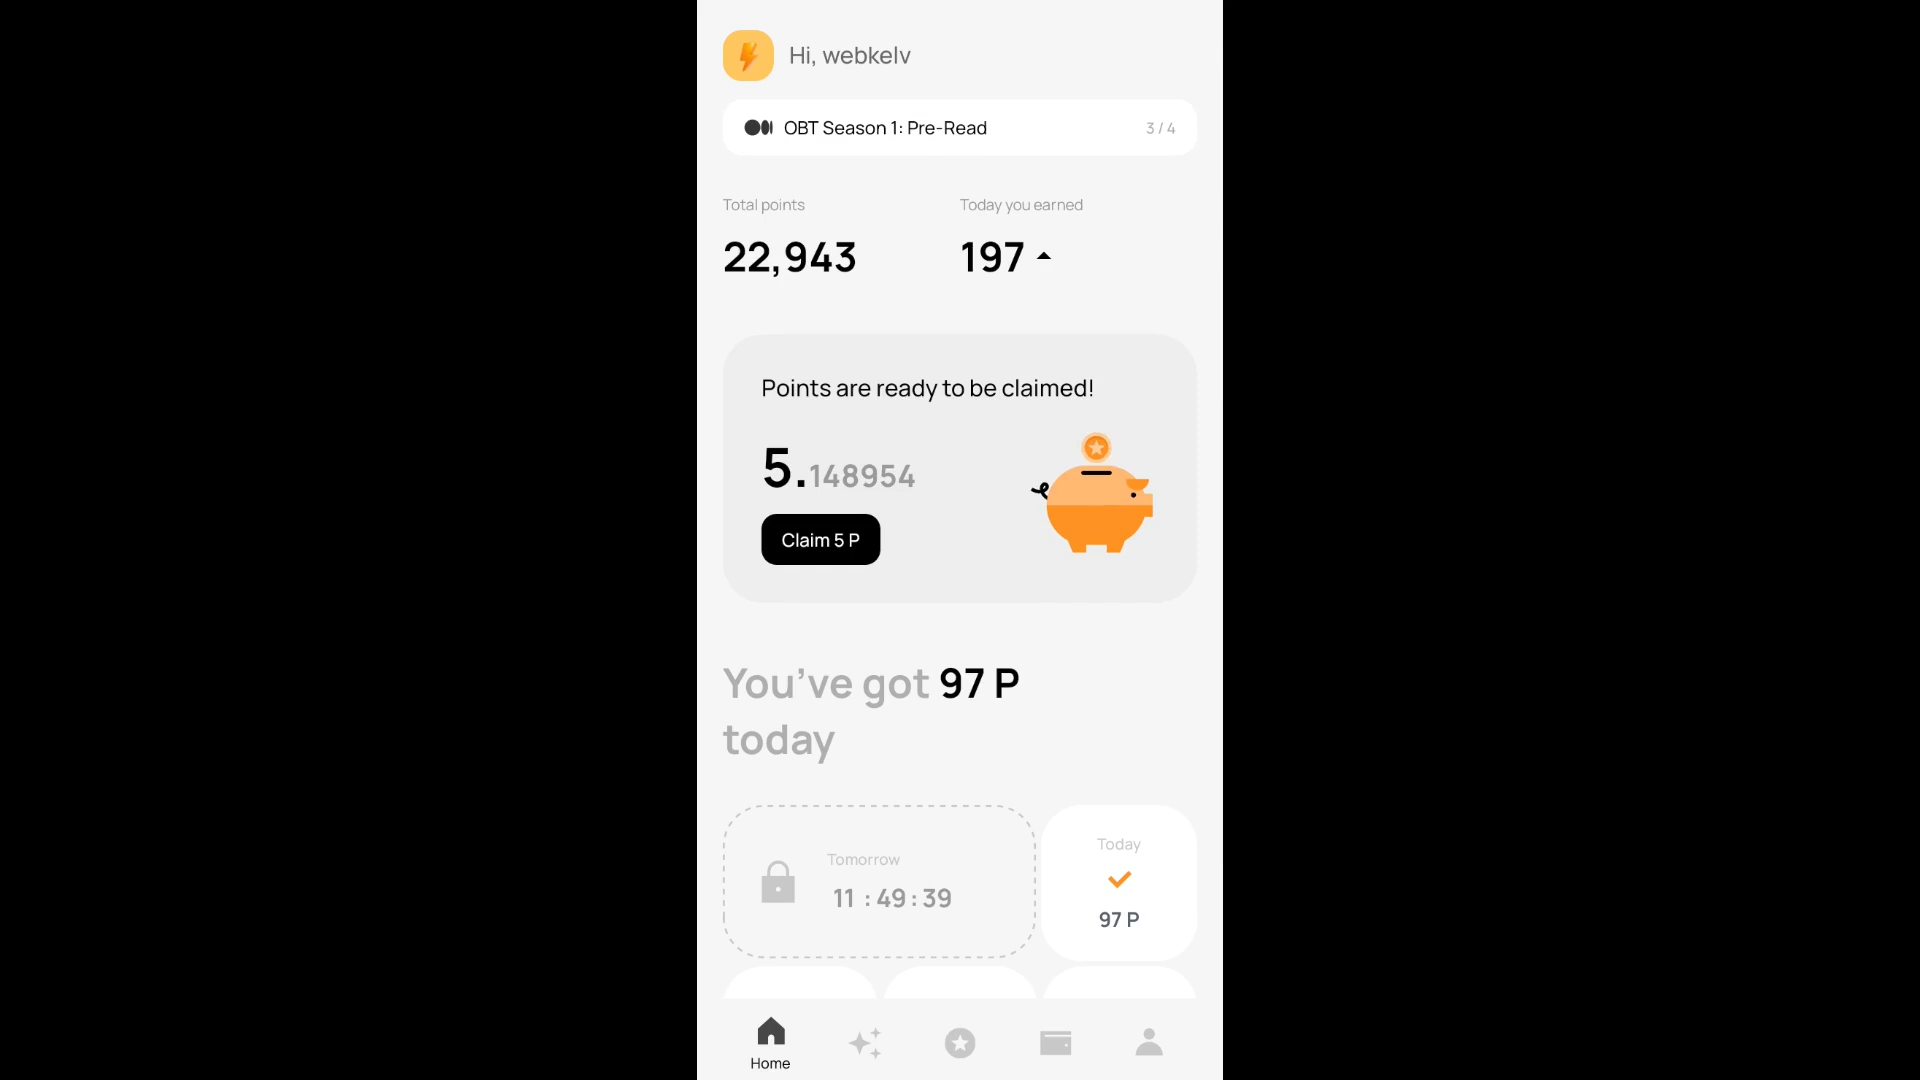 Hi, webkelv
OBT Season 1: Pre-Read
3 / 4
Total points
Today you earned
22,943
197
Points are ready to be claimed!
5.148954
Claim 5 P
You've got 97 P
today
Tomorrow
11 : 49 : 39
Today
97 P
Home